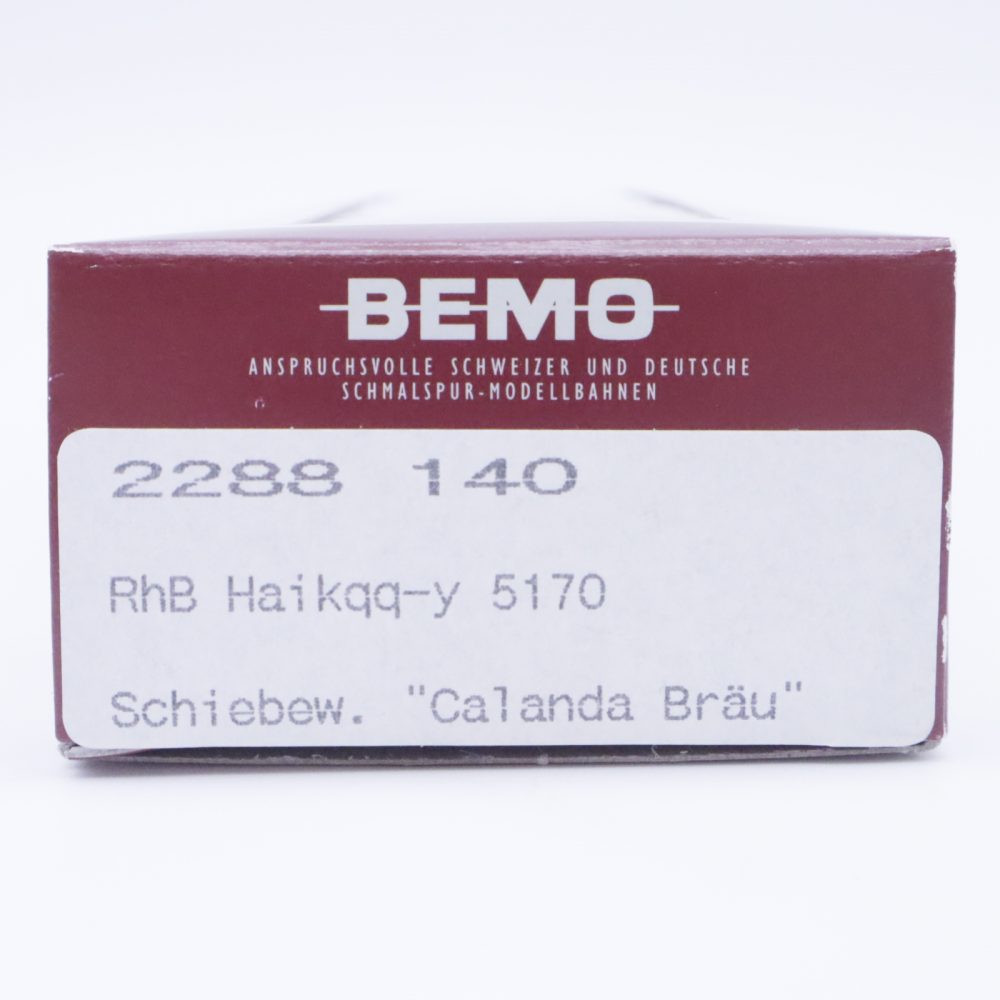 BEMO
ANSPRUCHSVOLLE SCHWEIZER UND DEUTSCHE
SCHMALSPUR-MODELLBAHNEN
2288 140
RhB Haikqq-y 5170
Schiebew. "Calanda Bräu"